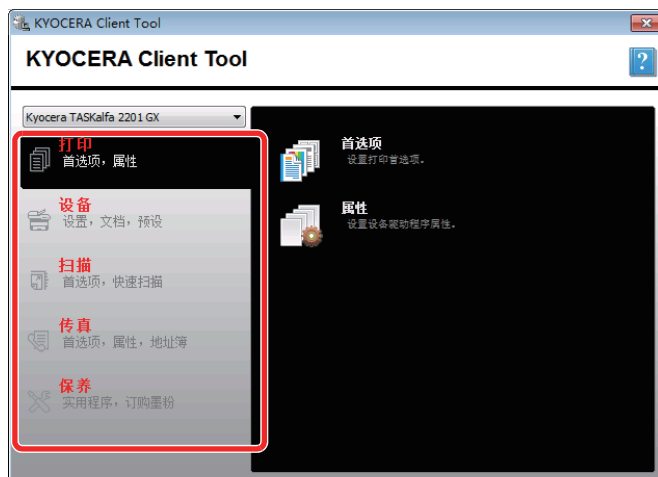 KYOCERA Client Tool
KYOCERA Client Tool
?
Kyocera TASKalfa 2201 GX
打印
首选项，属性
设备
设置，文档，预设
扫描
首选项，快速扫描
传真
首选项，属性，地址簿
保养
实用程序，订购墨粉
首选项
设置打印首选项。
属性
设置设备驱动程序属性。